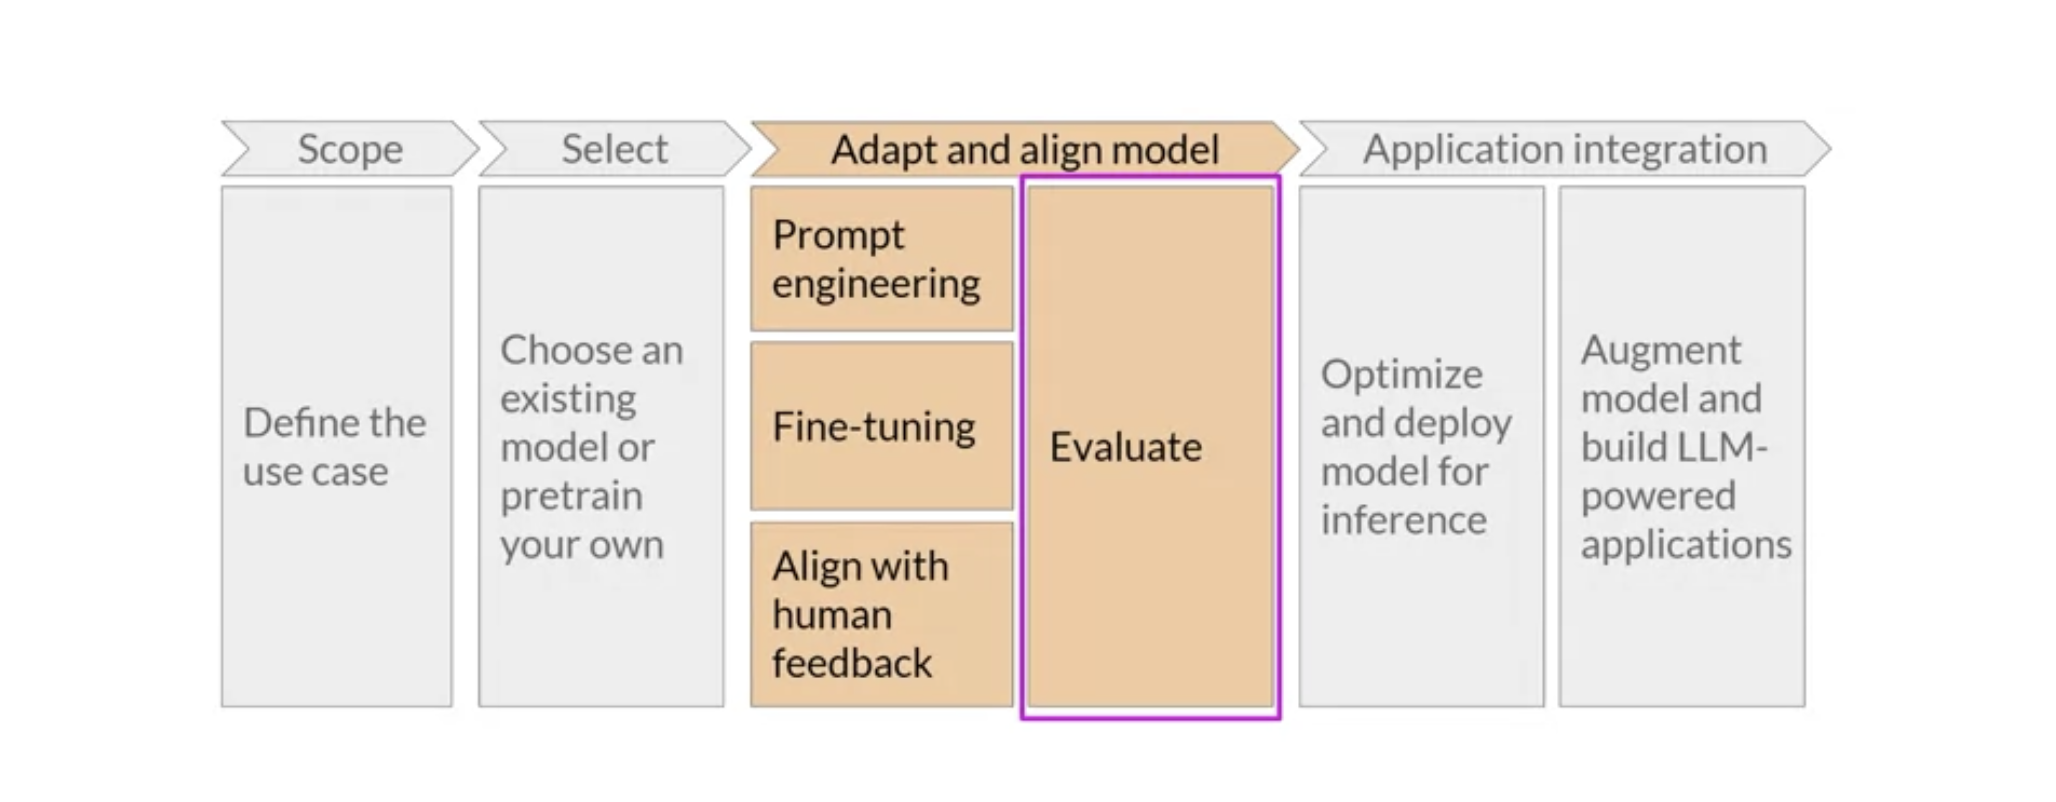 Scope
Select
Adapt and align model
Application integration
Define the
use case
Choose an
existing
model or
pretrain
your own
Prompt
engineering
Fine-tuning
Align with
human
feedback
Evaluate
Optimize
and deploy
model for
inference
Augment
model and
build LLM-
powered
applications